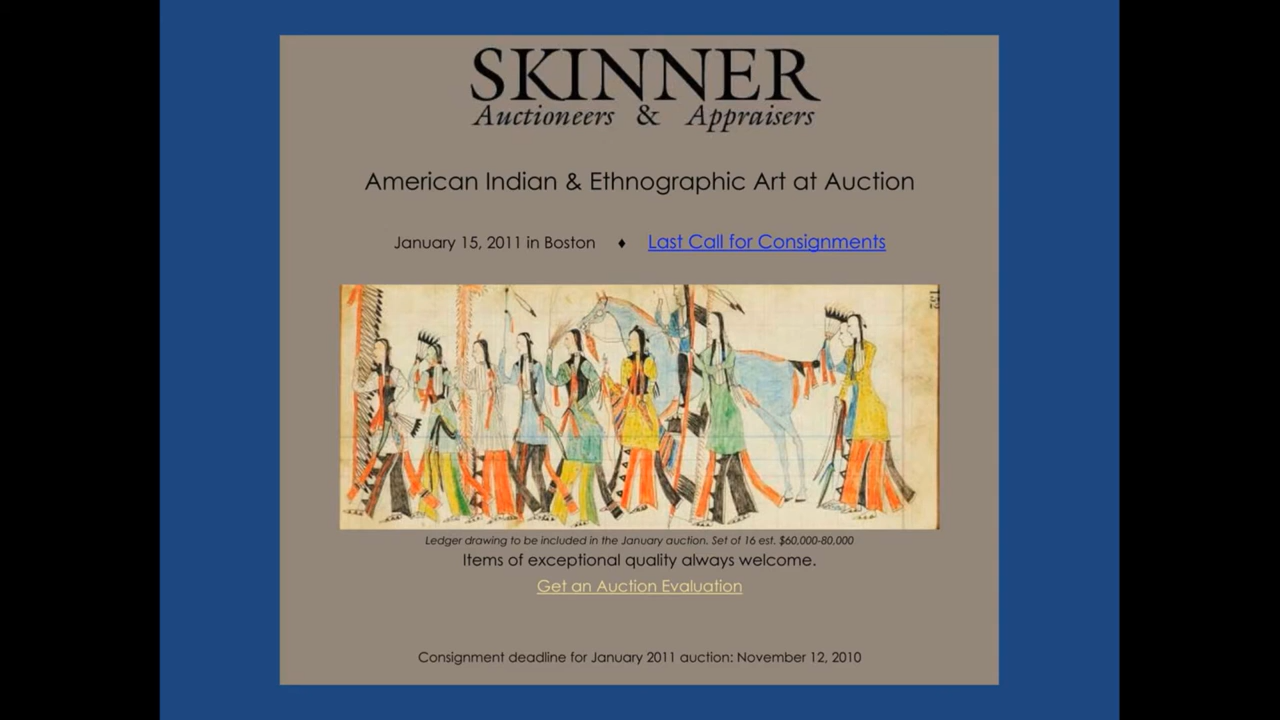 SKINNER
Auctioneers & Appraisers
American Indian & Ethnographic Art at Auction
January 15, 2011 in Boston ♦ Last Call for Consignments
132
Ledger drawing to be included in the January auction. Set of 16 est. $60,000-80,000
Items of exceptional quality always welcome.
Get an Auction Evaluation
Consignment deadline for January 2011 auction: November 12, 2010